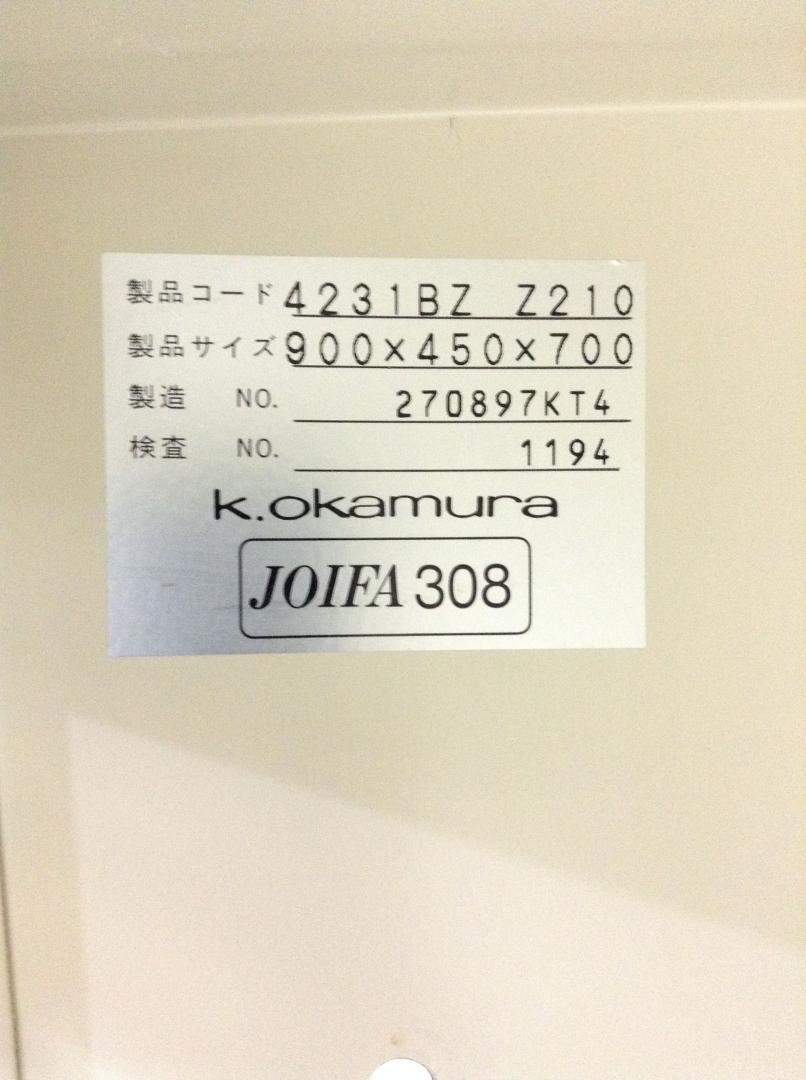 製品コード 4231BZ Z210
製品サイズ 900×450×700
製造 NO. 270897KT4
検査 NO. 1194
k.okamura
JOIFA 308